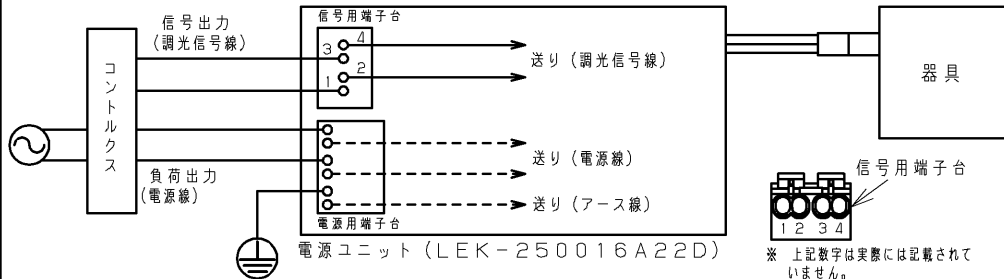 信号出力
(調光信号線)
コントルクス
負荷出力
(電源線)
信号用端子台
4
3
2
1
送り(調光信号線)
送り(電源線)
送り(アース線)
電源用端子台
電源ユニット(LEK-250016A22D)
器具
信号用端子台
1 2 3 4
※ 上記数字は実際には記載されて
いません。